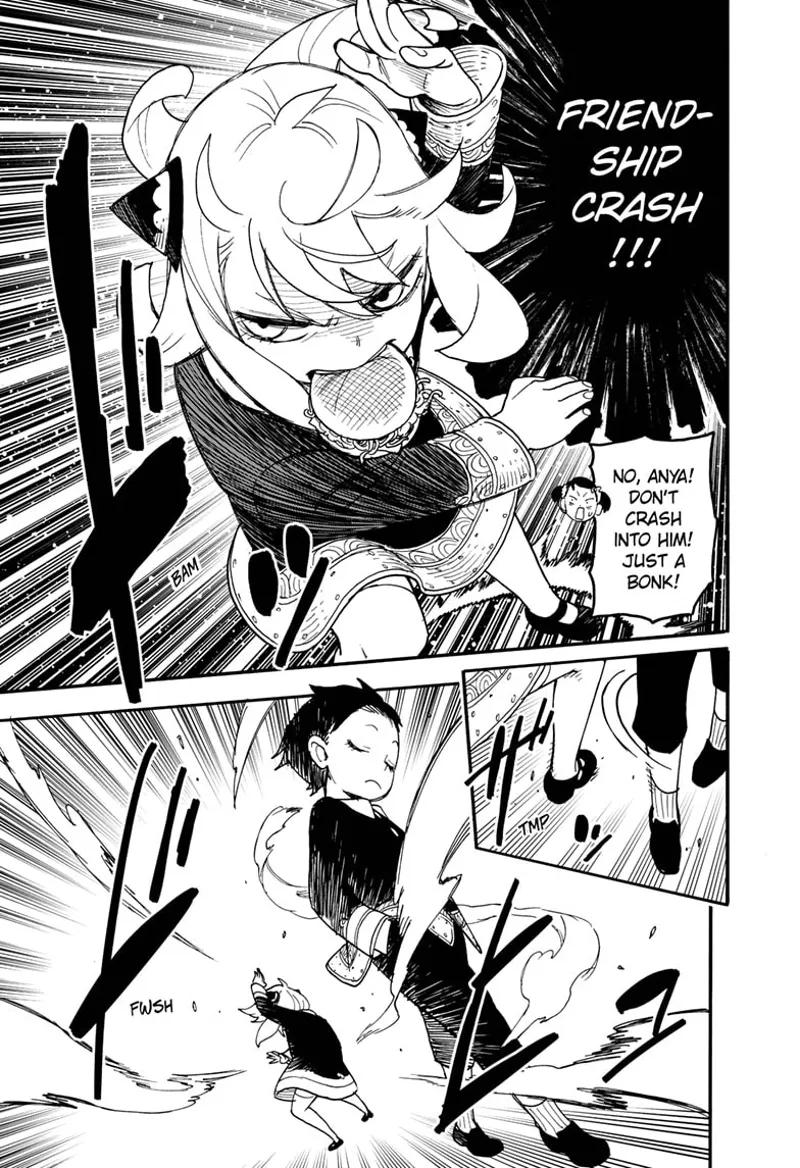 FRIEND-
SHIP
CRASH
!!!
NO, ANYA!
DON'T
CRASH
INTO HIM!
JUST A
BONK!
BAM
TMP
FWSH